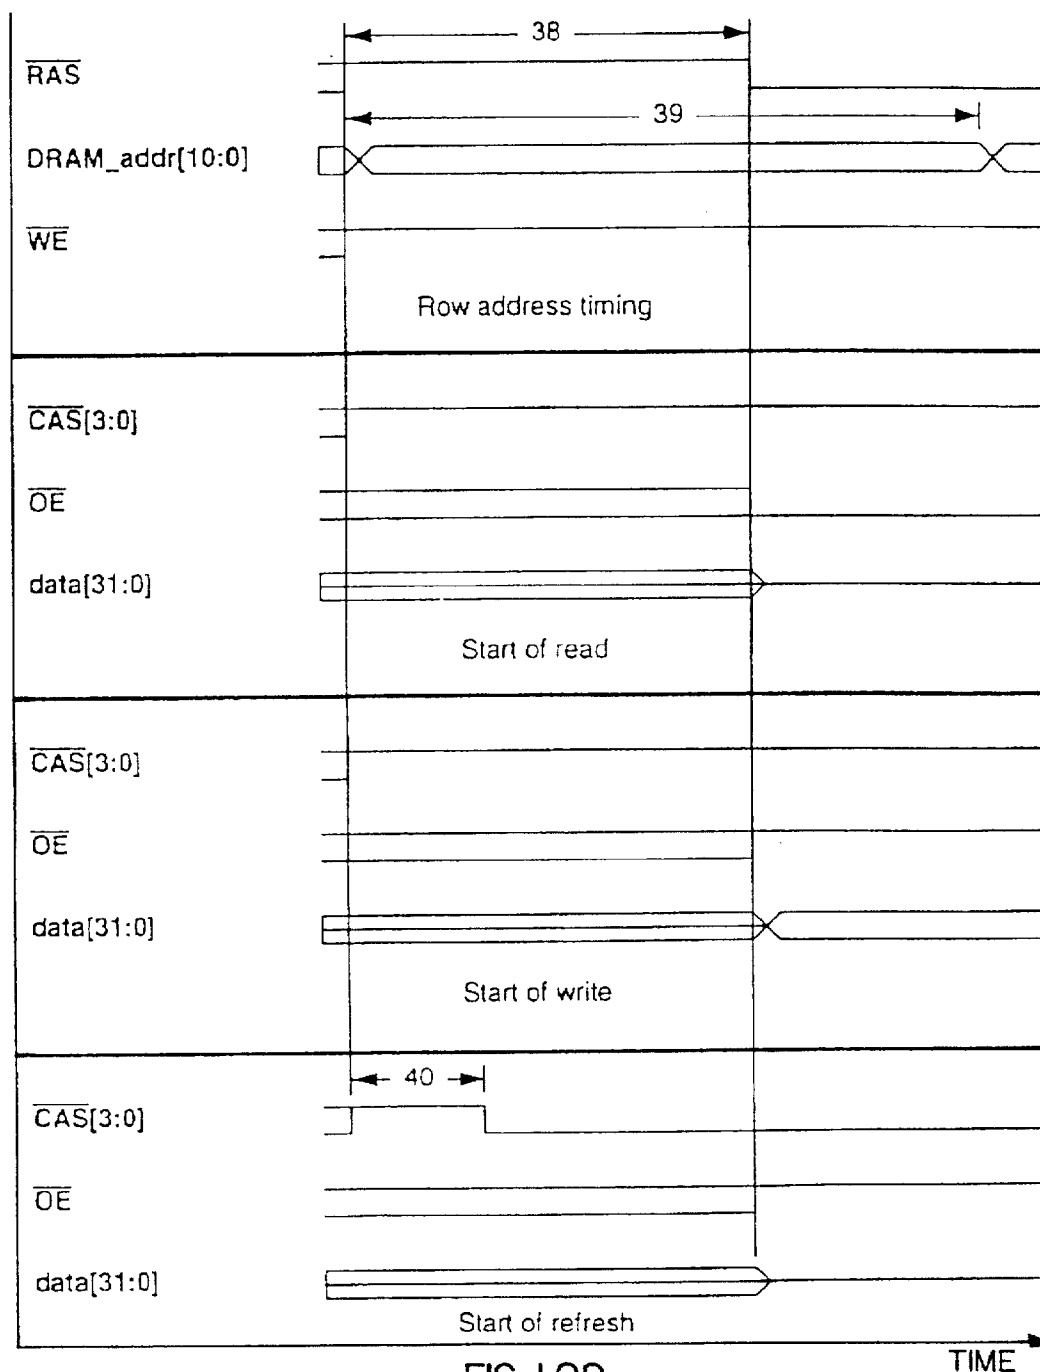 38
RAS
39
DRAM_addr[10:0]
WE
Row address timing
CAS[3:0]
OE
data[31:0]
Start of read
CAS[3:0]
OE
data[31:0]
Start of write
40
CAS[3:0]
OE
data[31:0]
Start of refresh
TIME